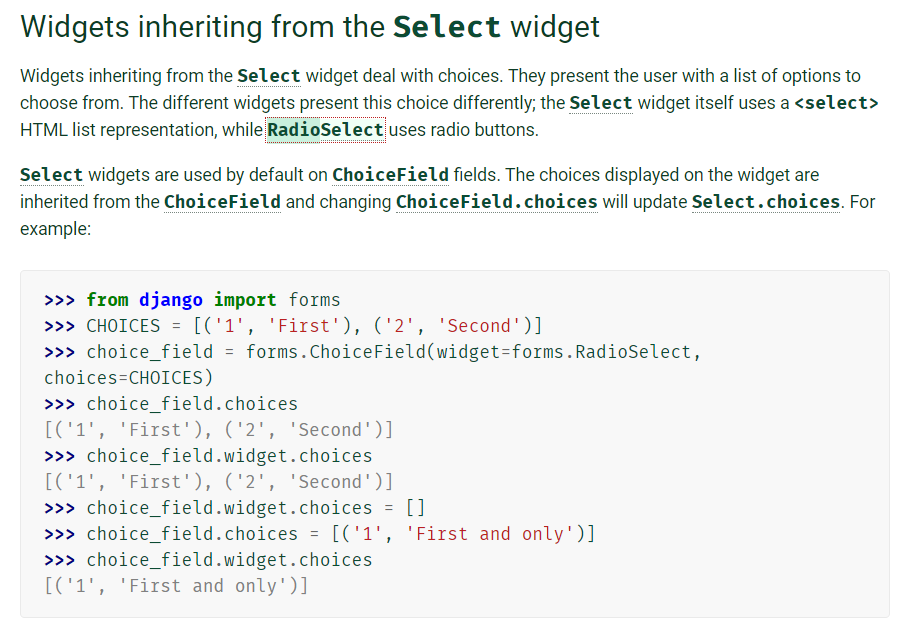 Widgets inheriting from the Select widget
Widgets inheriting from the Select widget deal with choices. They present the user with a list of options to
choose from. The different widgets present this choice differently; the Select widget itself uses a <select>
HTML list representation, while RadioSelect uses radio buttons.
Select widgets are used by default on ChoiceField fields. The choices displayed on the widget are
inherited from the ChoiceField and changing ChoiceField.choices will update Select.choices. For
example:
>>> from django import forms
>>> CHOICES = [('1', 'First'), ('2', 'Second')]
>>> choice_field = forms.ChoiceField(widget=forms.RadioSelect,
choices=CHOICES)
>>> choice_field.choices
[('1', 'First'), ('2', 'Second')]
>>> choice_field.widget.choices
[('1', 'First'), ('2', 'Second')]
>>> choice_field.widget.choices = []
>>> choice_field.choices = [('1', 'First and only')]
>>> choice_field.widget.choices
[('1', 'First and only')]